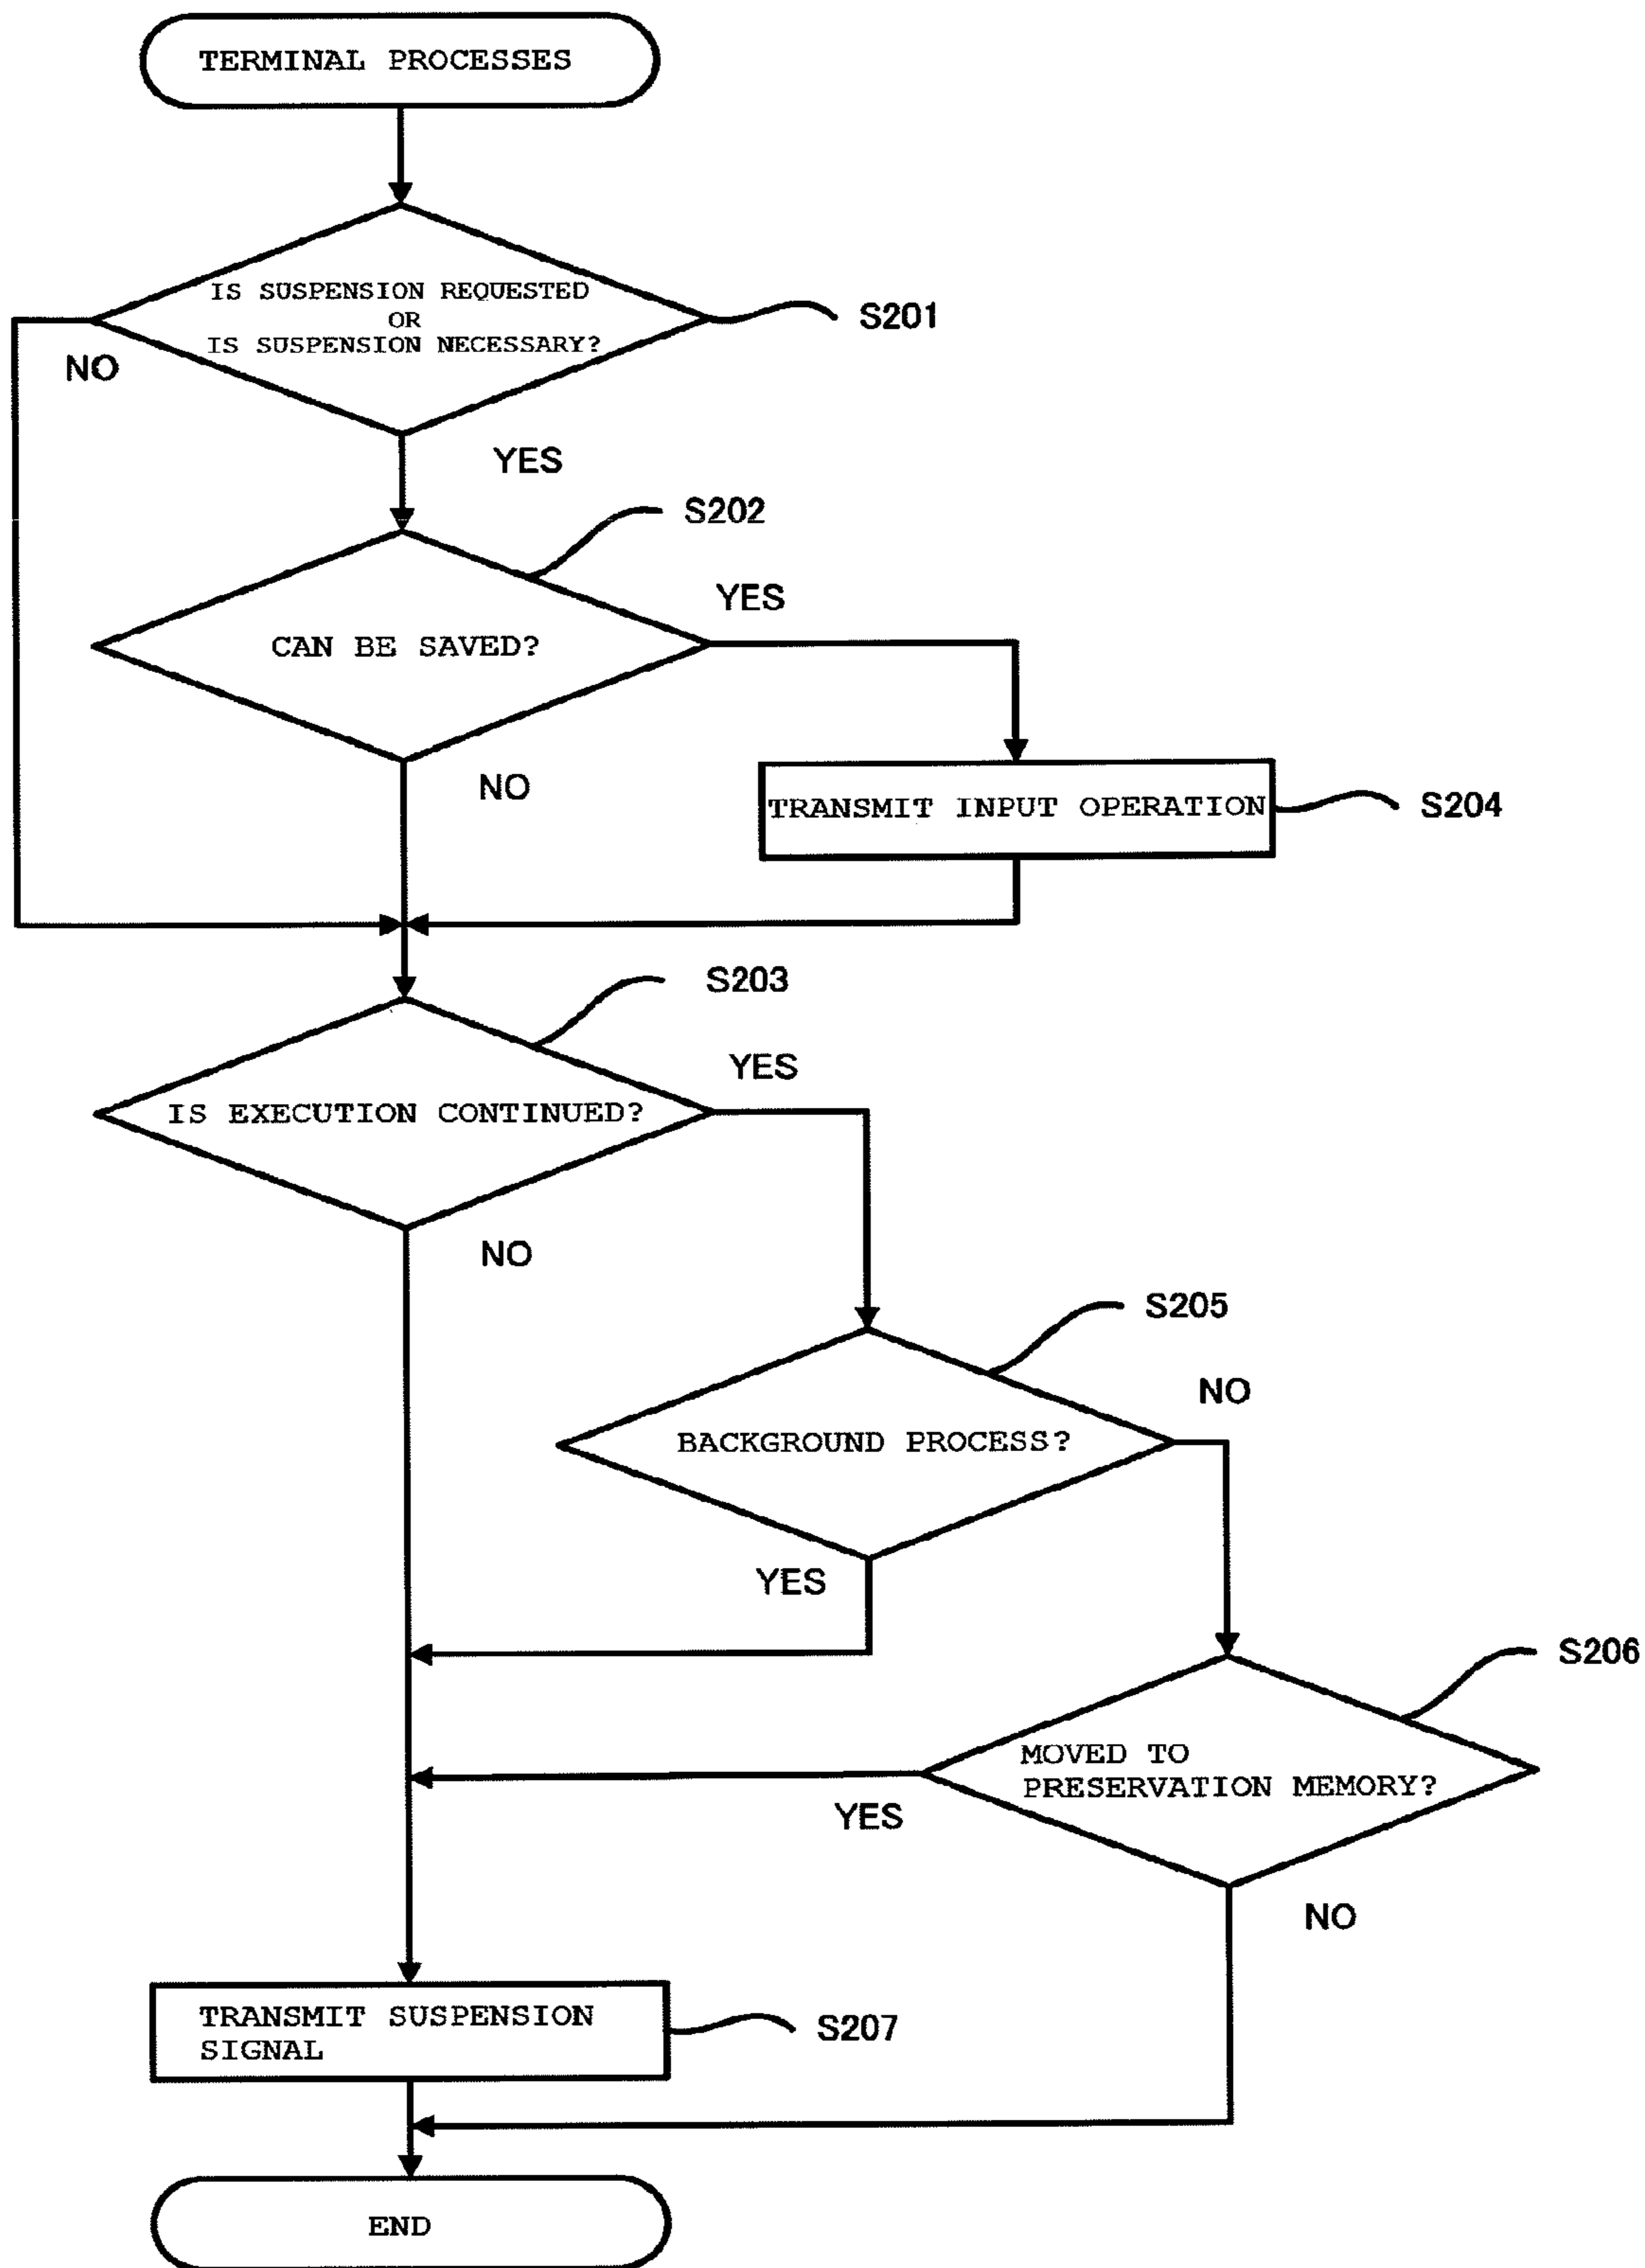 TERMINAL PROCESSES
IS SUSPENSION REQUESTED
OR
IS SUSPENSION NECESSARY?
S201
NO
YES
S202
YES
CAN BE SAVED?
NO
TRANSMIT INPUT OPERATION
S204
S203
YES
IS EXECUTION CONTINUED?
NO
S205
NO
BACKGROUND PROCESS?
YES
S206
MOVED TO
PRESERVATION MEMORY?
YES
NO
TRANSMIT SUSPENSION
SIGNAL
S207
END